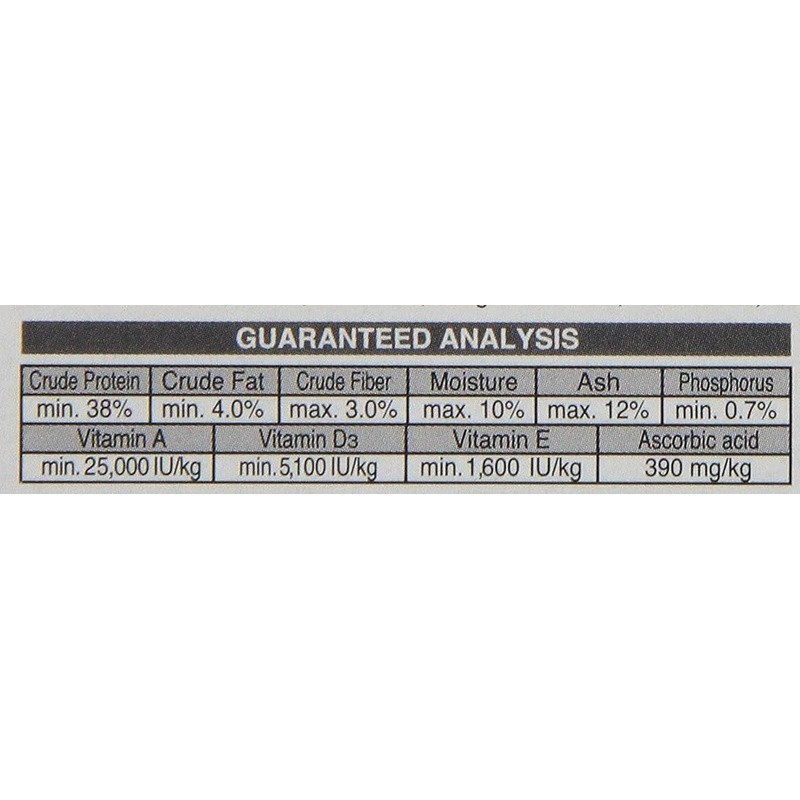 GUARANTEED ANALYSIS
Crude Protein Crude Fat Crude Fiber Moisture Ash Phosphorus
min. 38% min. 4.0% max. 3.0% max. 10% max. 12% min. 0.7%
Vitamin A Vitamin D3 Vitamin E Ascorbic acid
min. 25,000 IU/kg min. 5,100 IU/kg min. 1,600 IU/kg 390 mg/kg